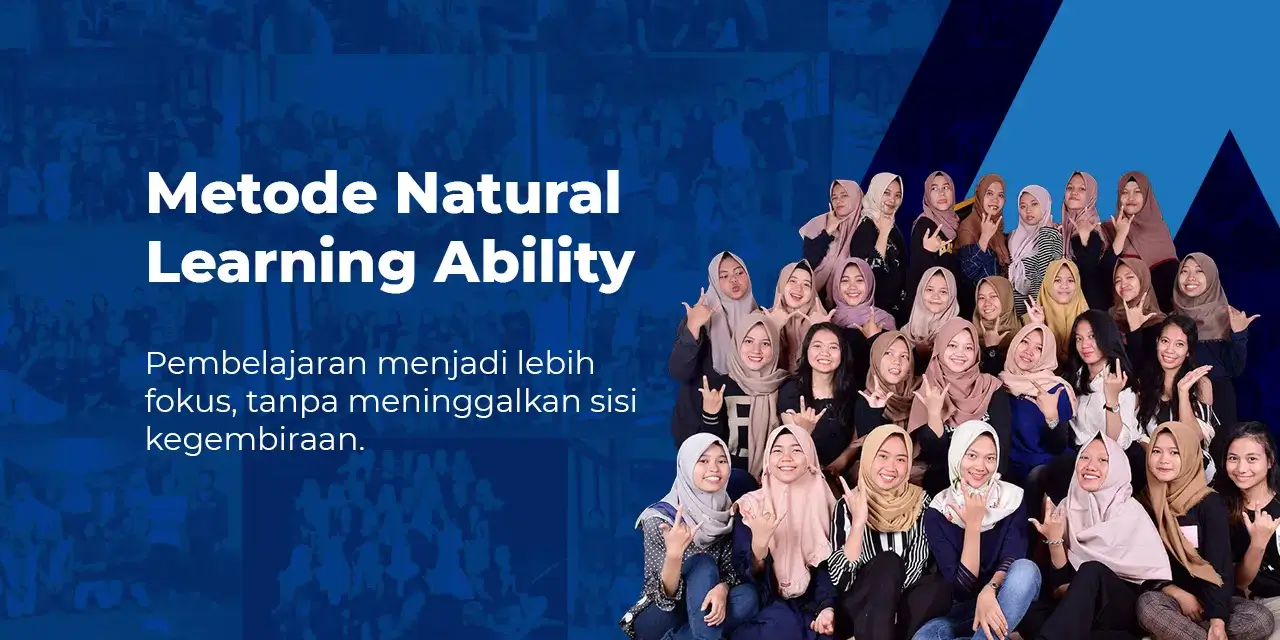 Metode Natural
Learning Ability
Pembelajaran menjadi lebih
fokus, tanpa meninggalkan sisi
kegembiraan.